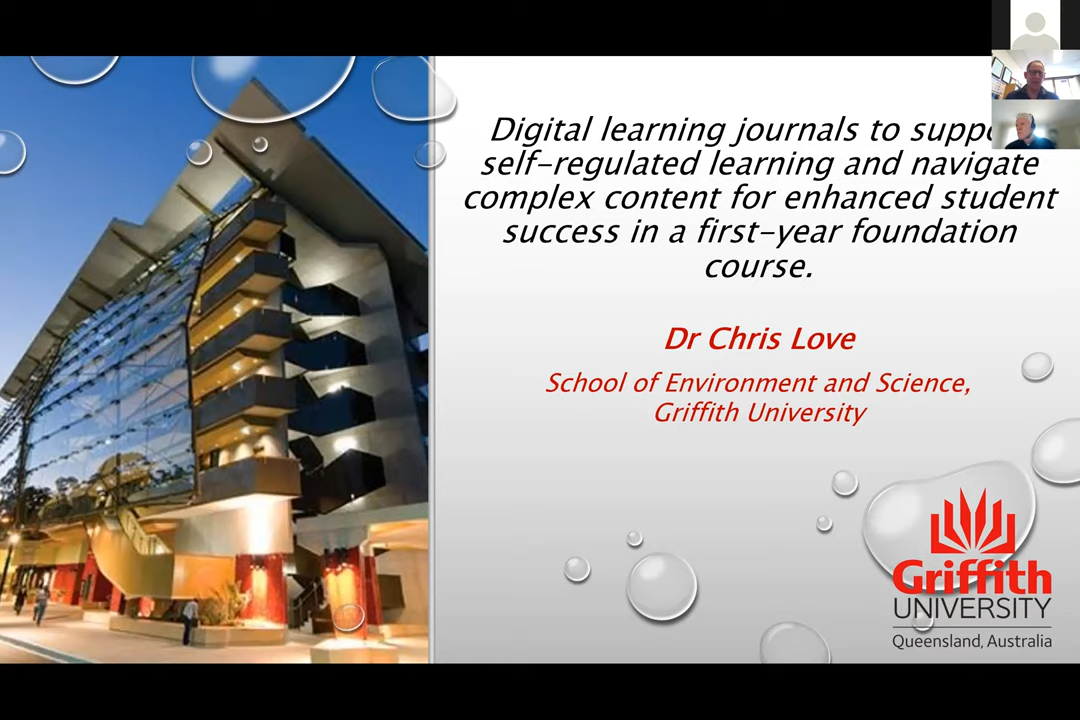 Digital learning journals to suppo
self-regulated learning and navigate
complex content for enhanced student
success in a first-year foundation
course.
Dr Chris Love
School of Environment and Science,
Griffith University
Griffith
UNIVERSITY
Queensland, Australia